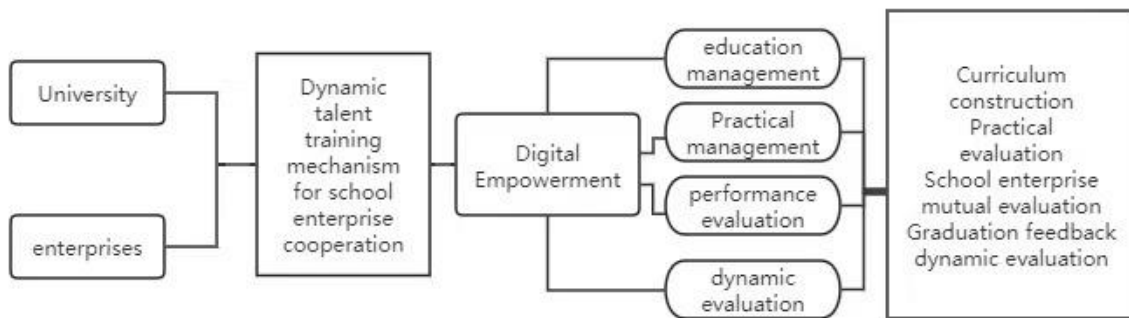 University
enterprises
Dynamic
talent
training
mechanism
for school
enterprise
cooperation
Digital
Empowerment
education
management
Practical
management
performance
evaluation
dynamic
evaluation
Curriculum
construction
Practical
evaluation
School enterprise
mutual evaluation
Graduation feedback
dynamic evaluation